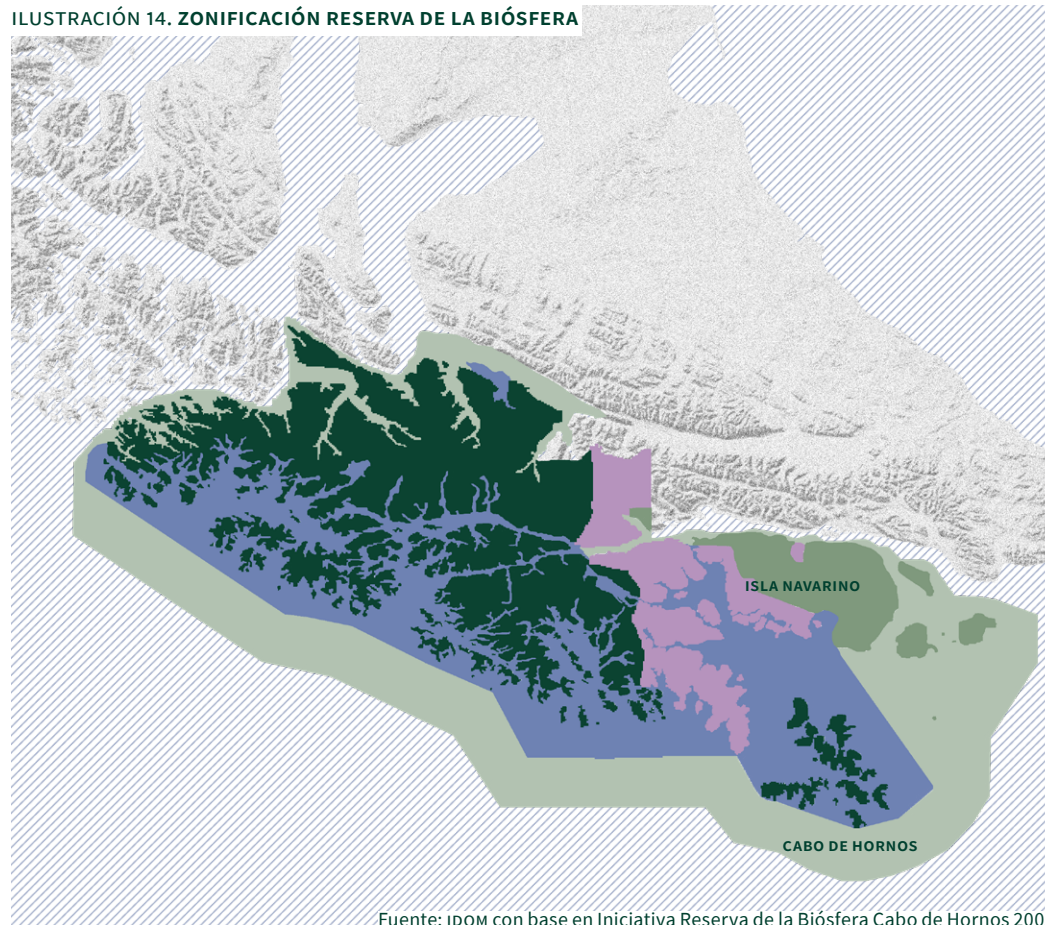 ILUSTRACIÓN 14. ZONIFICACIÓN RESERVA DE LA BIÓSFERA
ISLA NAVARINO
CABO DE HORNOS
Fuente: IDOM con base en Iniciativa Reserva de la Biósfera Cabo de Hornos 200